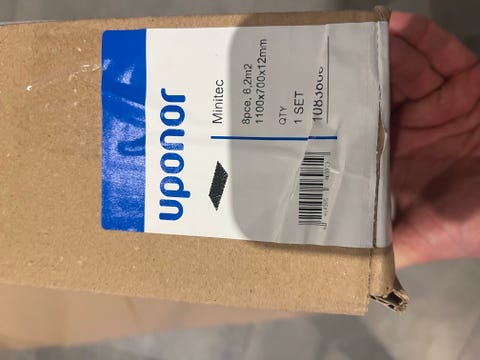 uponor
Minitec
8pce, 6,2m2
1100x700x12mm
QTY
1 SET